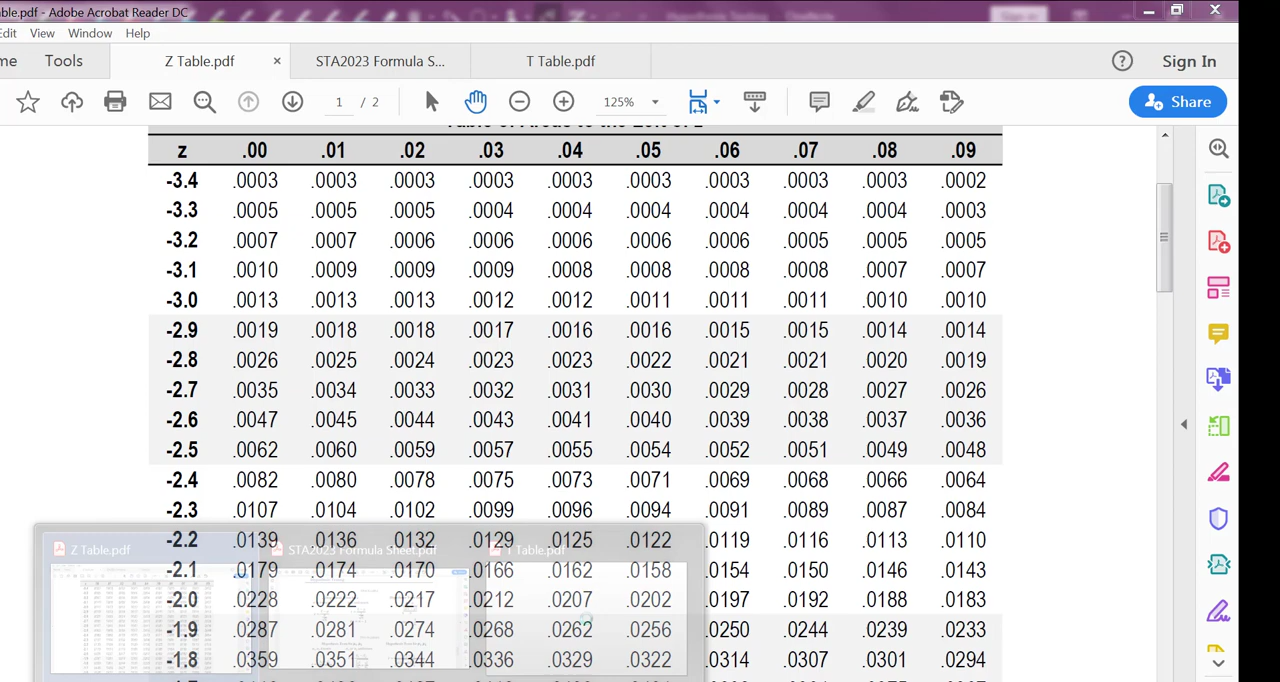 ble.pdf - Adobe Acrobat Reader DC
Edit View Window Help
me Tools Z Table.pdf × STA2023 Formula S... T Table.pdf Sign In
1 / 2 125% Share
z .00 .01 .02 .03 .04 .05 .06 .07 .08 .09
-3.4 .0003 .0003 .0003 .0003 .0003 .0003 .0003 .0003 .0003 .0002
-3.3 .0005 .0005 .0005 .0004 .0004 .0004 .0004 .0004 .0004 .0003
-3.2 .0007 .0007 .0006 .0006 .0006 .0006 .0006 .0005 .0005 .0005
-3.1 .0010 .0009 .0009 .0009 .0008 .0008 .0008 .0008 .0007 .0007
-3.0 .0013 .0013 .0013 .0012 .0012 .0011 .0011 .0011 .0010 .0010
-2.9 .0019 .0018 .0018 .0017 .0016 .0016 .0015 .0015 .0014 .0014
-2.8 .0026 .0025 .0024 .0023 .0023 .0022 .0021 .0021 .0020 .0019
-2.7 .0035 .0034 .0033 .0032 .0031 .0030 .0029 .0028 .0027 .0026
-2.6 .0047 .0045 .0044 .0043 .0041 .0040 .0039 .0038 .0037 .0036
-2.5 .0062 .0060 .0059 .0057 .0055 .0054 .0052 .0051 .0049 .0048
-2.4 .0082 .0080 .0078 .0075 .0073 .0071 .0069 .0068 .0066 .0064
-2.3 .0107 .0104 .0102 .0099 .0096 .0094 .0091 .0089 .0087 .0084
-2.2 .0139 .0136 .0132 .0129 .0125 .0122 .0119 .0116 .0113 .0110
Z Table.pdf STA2023 Formula Sheet.pdf T Table.pdf
-2.1 .0179 .0174 .0170 .0166 .0162 .0158 .0154 .0150 .0146 .0143
-2.0 .0228 .0222 .0217 .0212 .0207 .0202 .0197 .0192 .0188 .0183
-1.9 .0287 .0281 .0274 .0268 .0262 .0256 .0250 .0244 .0239 .0233
-1.8 .0359 .0351 .0344 .0336 .0329 .0322 .0314 .0307 .0301 .0294